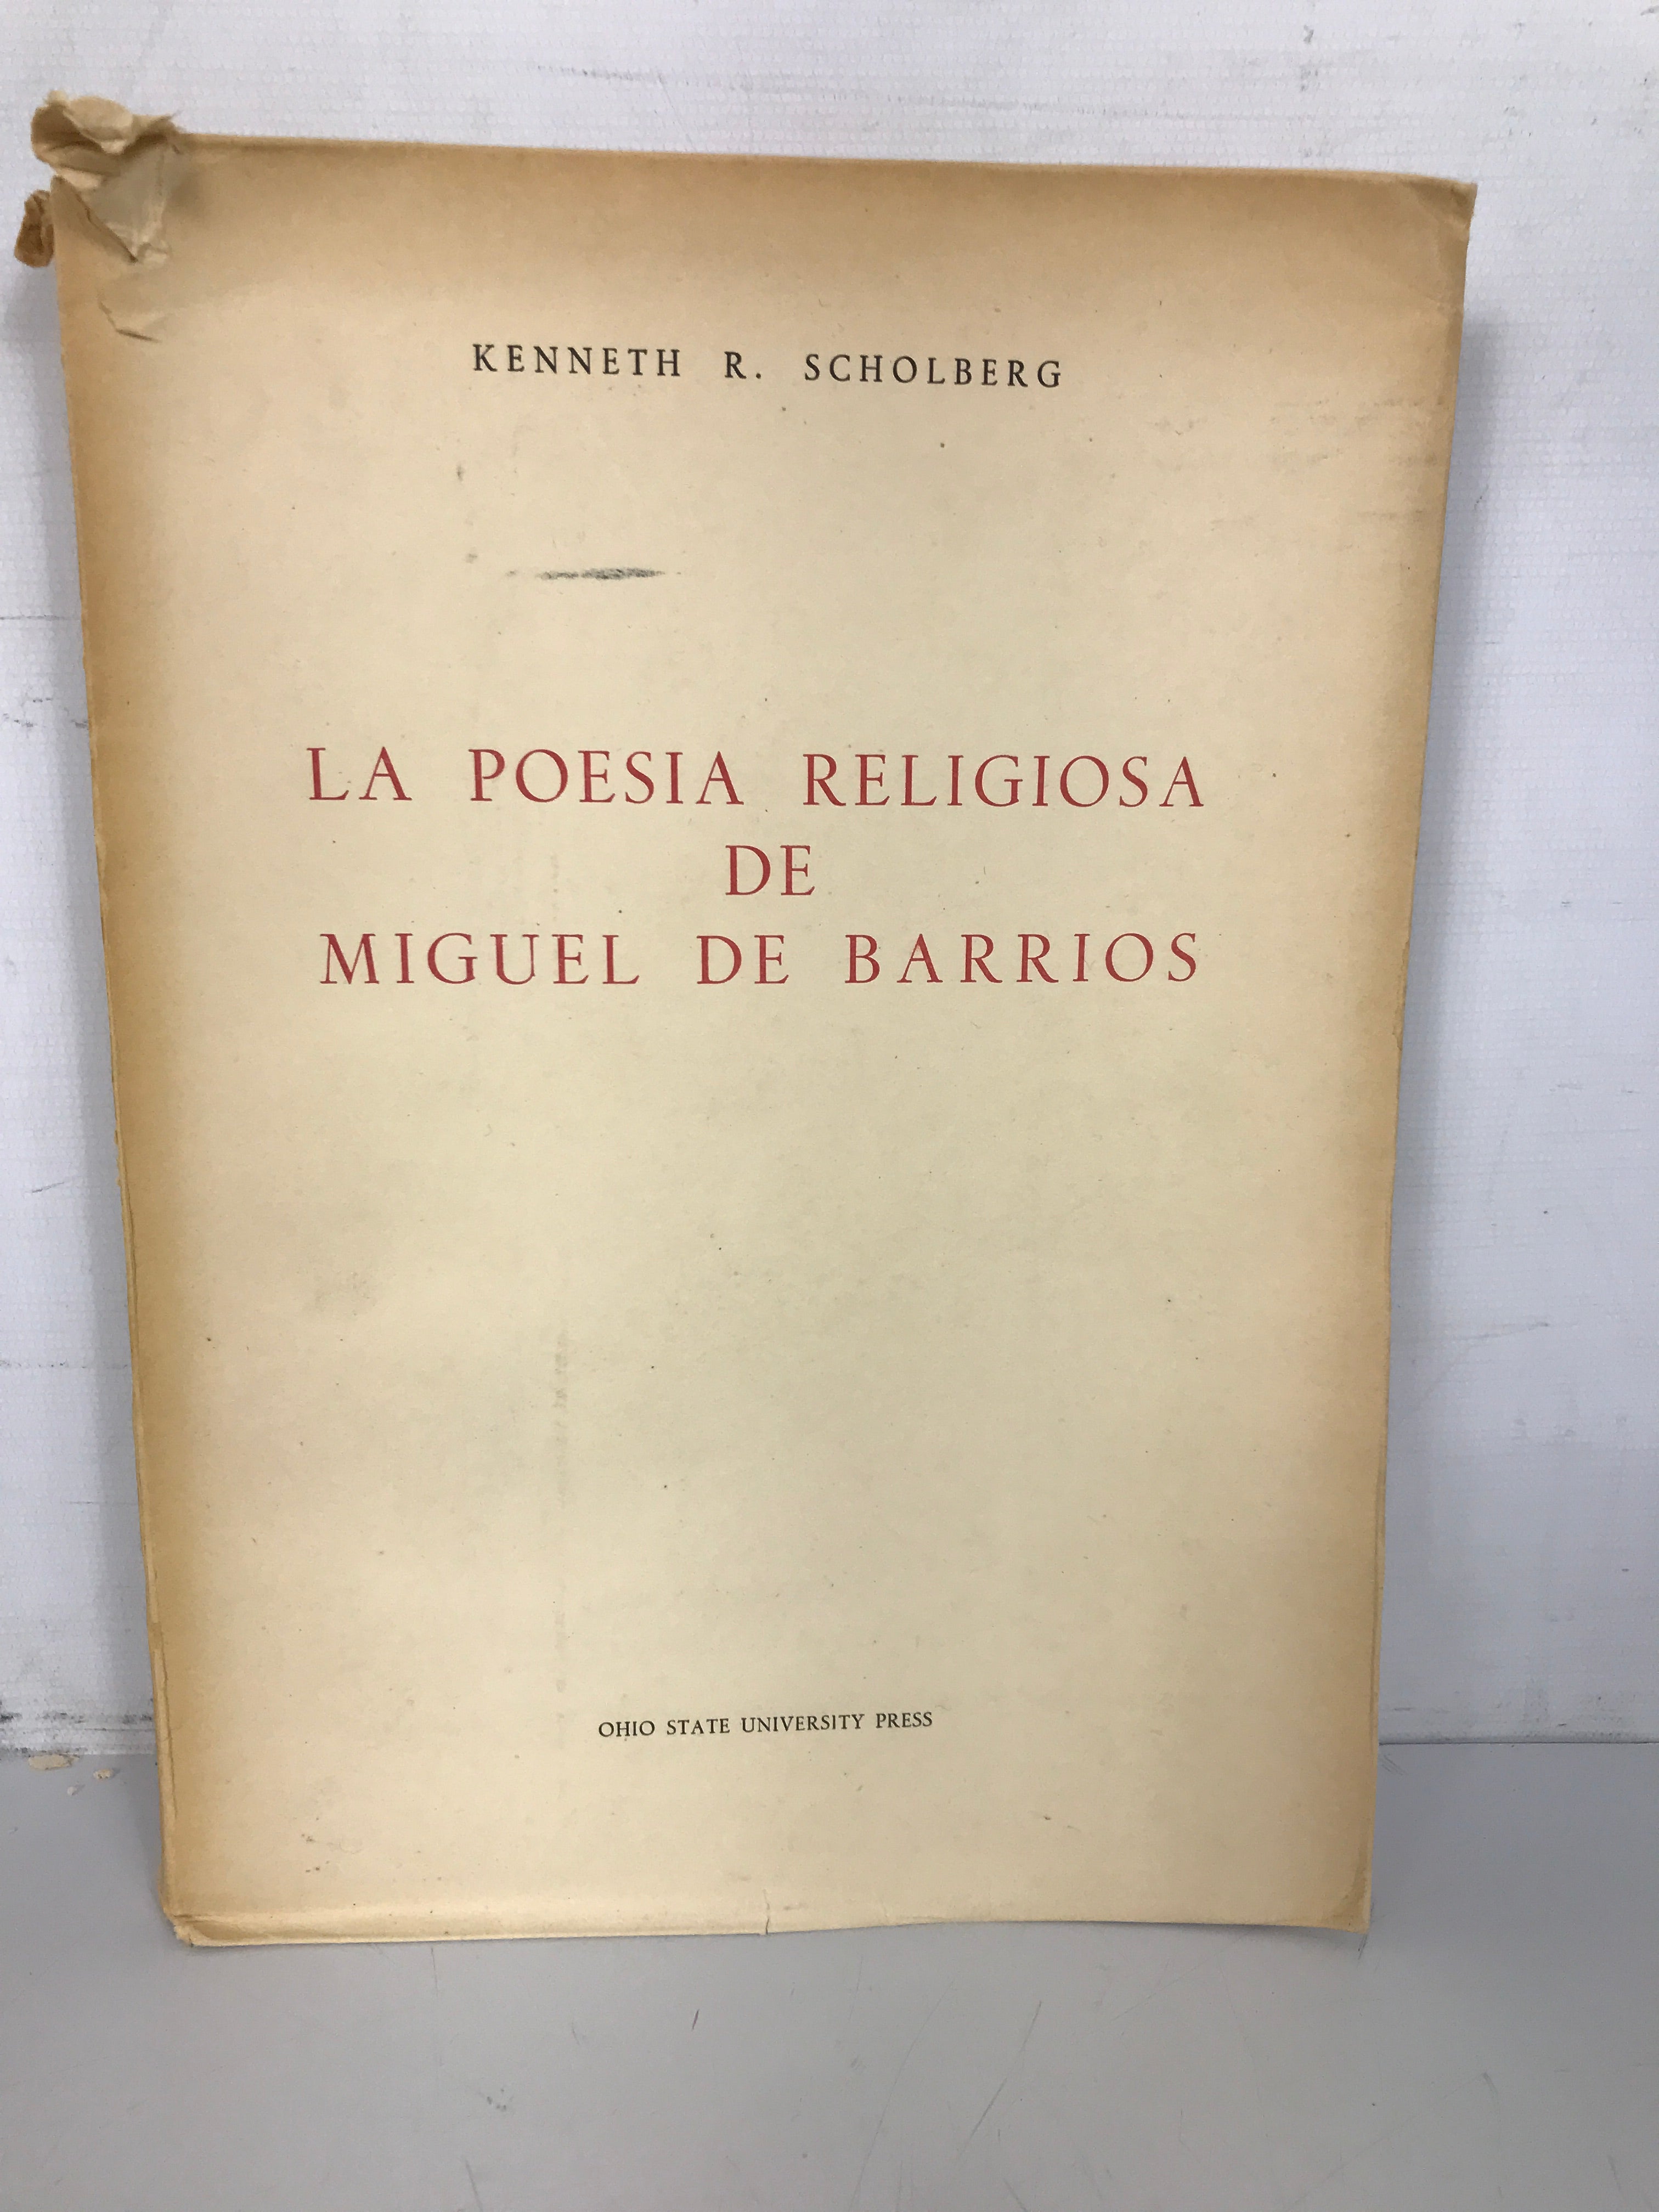 KENNETH R. SCHOLBERG
LA POESIA RELIGIOSA
DE
MIGUEL DE BARRIOS
OHIO STATE UNIVERSITY PRESS